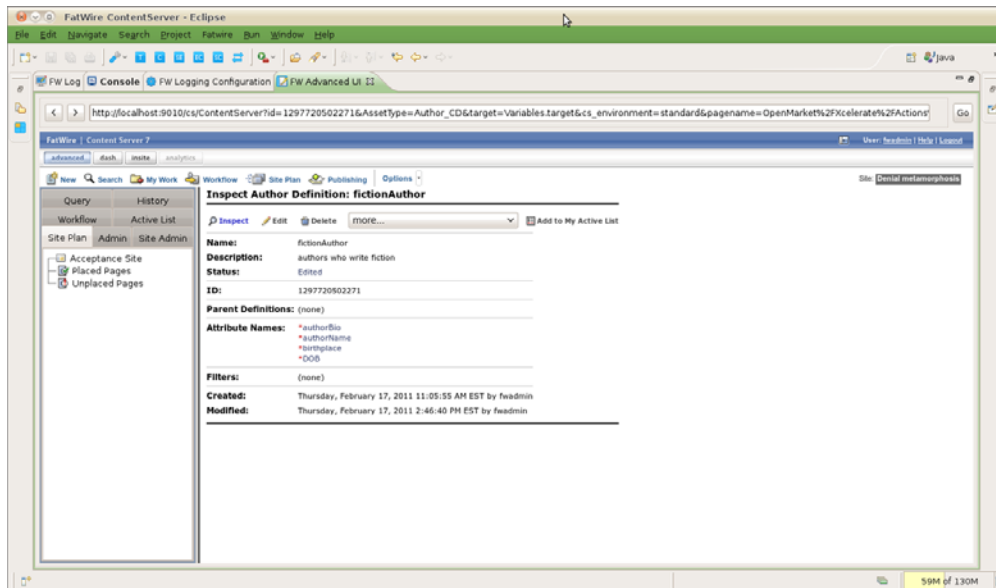 FatWire ContentServer - Eclipse
File Edit Navigate Search Project Fatwire Run Window Help
Java
FW Log Console FW Logging Configuration FW Advanced UI
http://localhost:9010/cs/ContentServer?id=1297720502271&AssetType=Author_CD&target=Variables.target&cs_environment=standard&pagename=OpenMarket%2FXcelerate%2FActions Go
FatWire | Content Server 7 User: fwadmin | Help | Logout
advanced dash insite analytics
New Search My Work Workflow Site Plan Publishing Options Site: Denial metamorphosis
Query History
Workflow Active List
Site Plan Admin Site Admin
Acceptance Site
Placed Pages
Unplaced Pages
Inspect Author Definition: fictionAuthor
Inspect Edit Delete more... Add to My Active List
Name: fictionAuthor
Description: authors who write fiction
Status: Edited
ID: 1297720502271
Parent Definitions: (none)
Attribute Names: *authorBio
*authorName
*birthplace
*DOB
Filters: (none)
Created: Thursday, February 17, 2011 11:05:55 AM EST by fwadmin
Modified: Thursday, February 17, 2011 2:46:40 PM EST by fwadmin
59M of 130M